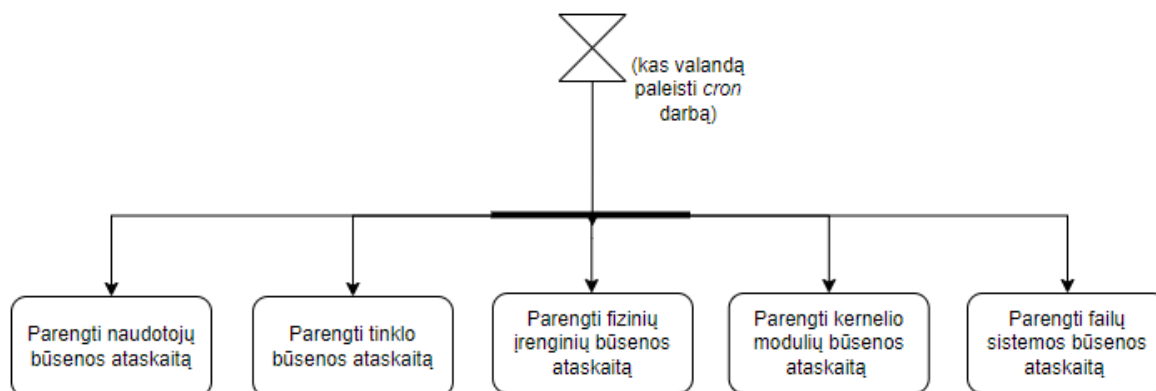 (kas valandą
paleisti cron
darbą)
Parengti naudotojų
būsenos ataskaitą
Parengti tinklo
būsenos ataskaitą
Parengti fizinių
įrenginių būsenos
ataskaitą
Parengti kernelio
modulių būsenos
ataskaitą
Parengti failų
sistemos būsenos
ataskaitą